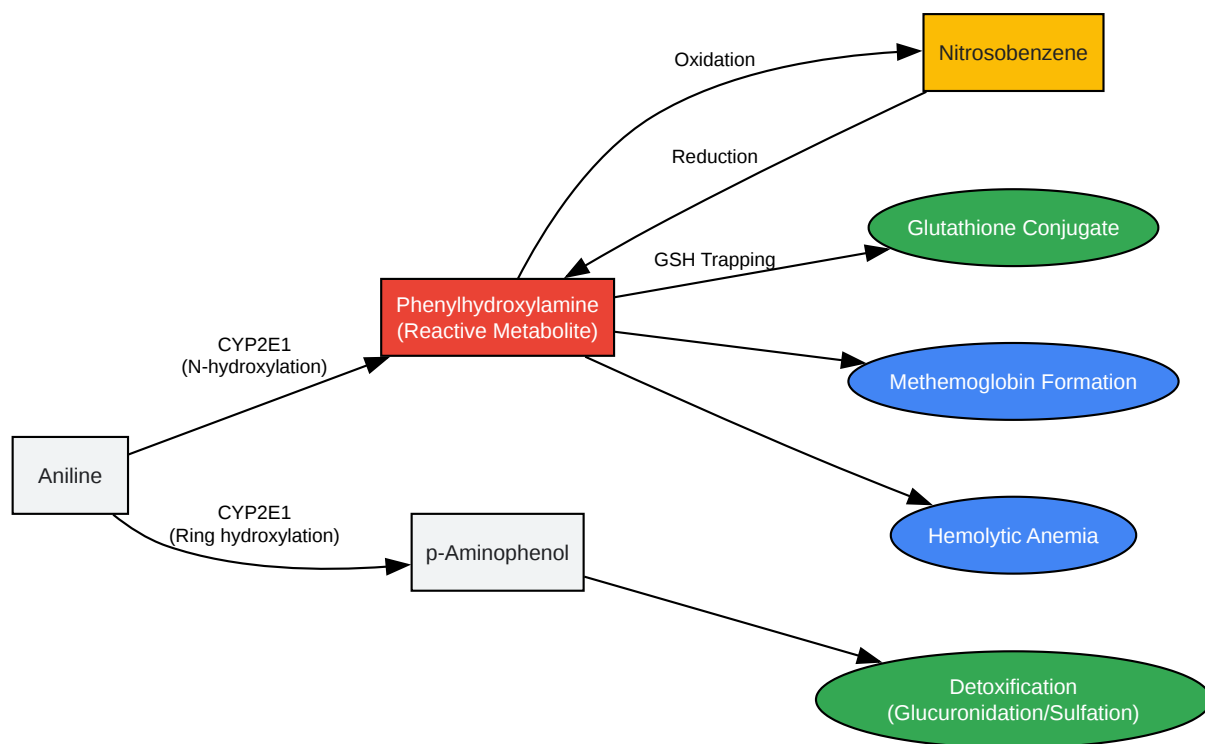 Nitrosobenzene
Oxidation
Reduction
Glutathione Conjugate
GSH Trapping
Phenylhydroxylamine
(Reactive Metabolite)
CYP2E1
(N-hydroxylation)
Methemoglobin Formation
Aniline
CYP2E1
(Ring hydroxylation)
p-Aminophenol
Hemolytic Anemia
Detoxification
(Glucuronidation/Sulfation)